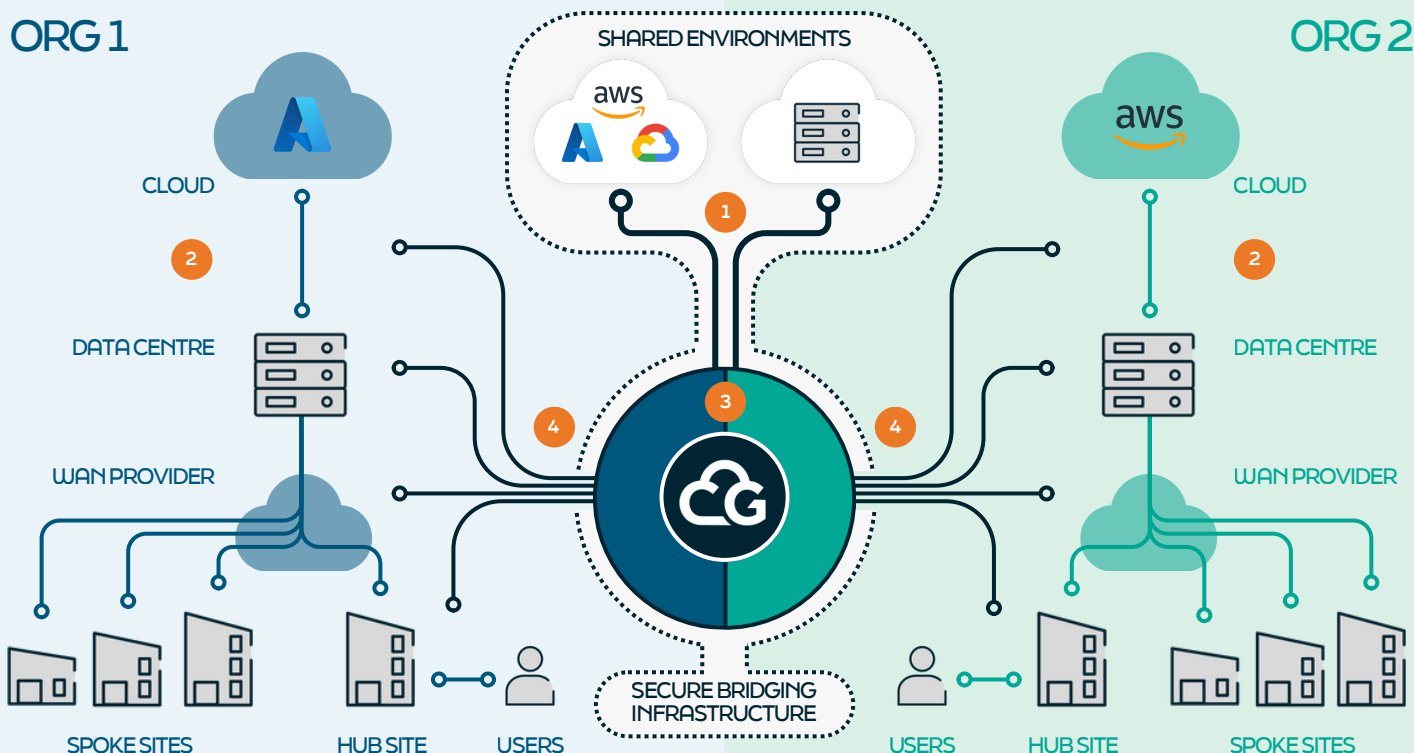 ORG 1
SHARED ENVIRONMENTS
ORG 2
aws
aws
CLOUD
1
CLOUD
2
2
DATA CENTRE
DATA CENTRE
3
4
4
WAN PROVIDER
WAN PROVIDER
CG
SECURE BRIDGING
INFRASTRUCTURE
SPOKE SITES
HUB SITE
USERS
USERS
HUB SITE
SPOKE SITES